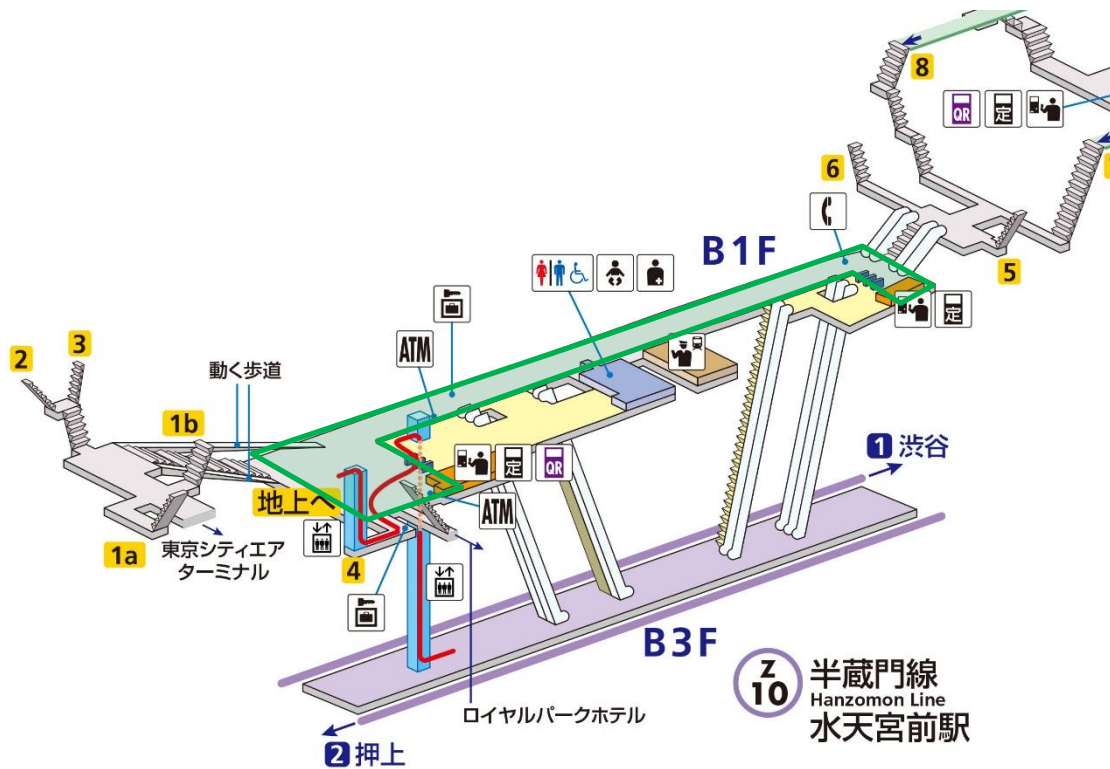 8
QR
定
6
B1F
5
定
3
2
ATM
動く歩道
1b
定
QR
1 渋谷
地上へ
ATM
1a
東京シティエア
ターミナル
4
B3F
Z
10
半蔵門線
Hanzomon Line
水天宮前駅
ロイヤルパークホテル
2 押上